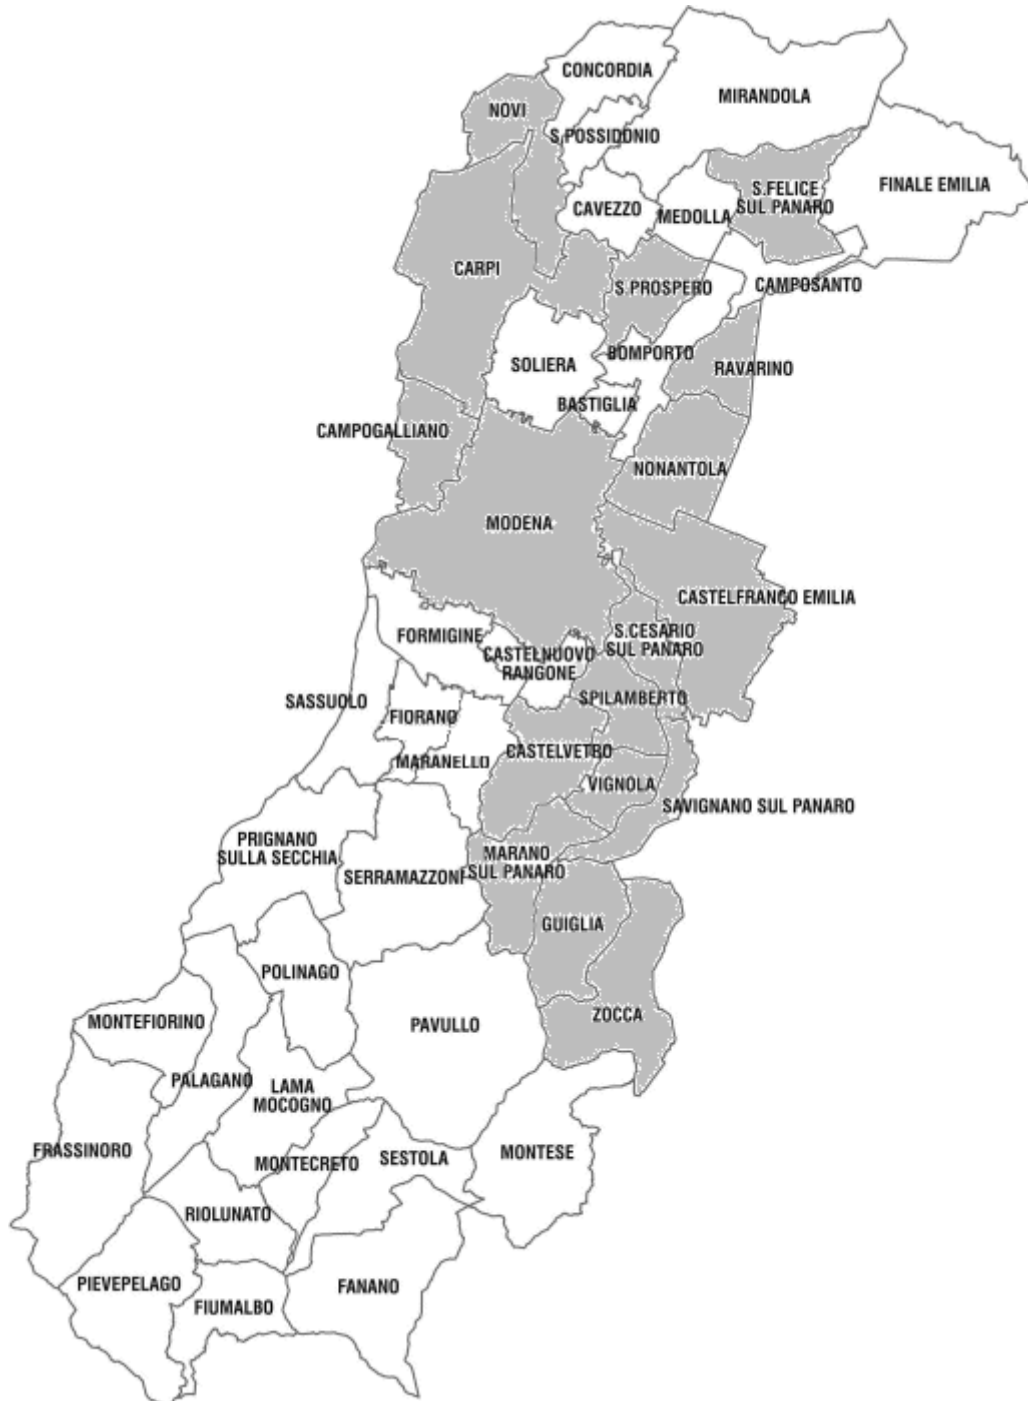 CONCORDIA
MIRANDOLA
NOVI
S.POSSIDONIO
S.FELICE
SUL PANARO
FINALE EMILIA
CAVEZZO
MEDOLLA
CARPI
S.PROSPERO
CAMPOSANTO
SOLIERA
BOMPORTO
RAVARINO
BASTIGLIA
CAMPOGALLIANO
NONANTOLA
MODENA
CASTELFRANCO EMILIA
FORMIGINE
S.CESARIO
SUL PANARO
CASTELNUOVO
RANGONE
SASSUOLO
SPILAMBERTO
FIORANO
CASTELVETRO
MARANELLO
VIGNOLA
SAVIGNANO SUL PANARO
PRIGNANO
SULLA SECCHIA
MARANO
SUL PANARO
SERRAMAZZONI
GUIGLIA
POLINAGO
ZOCCA
MONTEFIORINO
PAVULLO
PALAGANO
LAMA
MOCOGNO
FRASSINORO
MONTECRETO
SESTOLA
MONTESE
RIOLUNATO
PIEVEPELAGO
FANANO
FIUMALBO